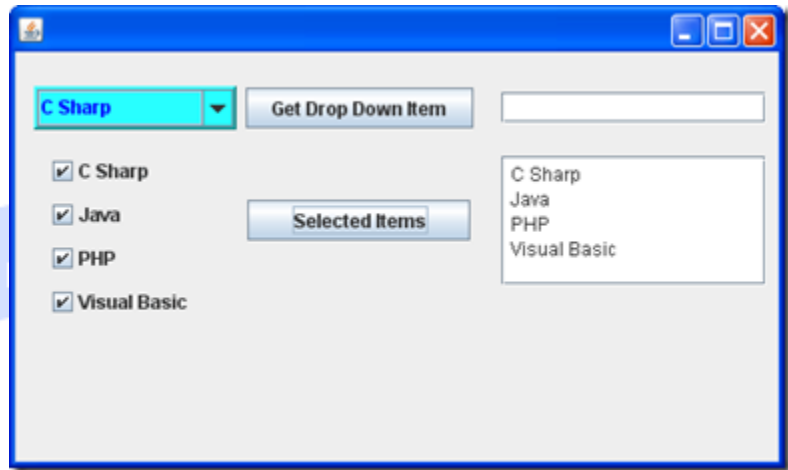 C Sharp
Get Drop Down Item
C Sharp
Java
PHP
Visual Basic
Selected Items
C Sharp
Java
PHP
Visual Basic